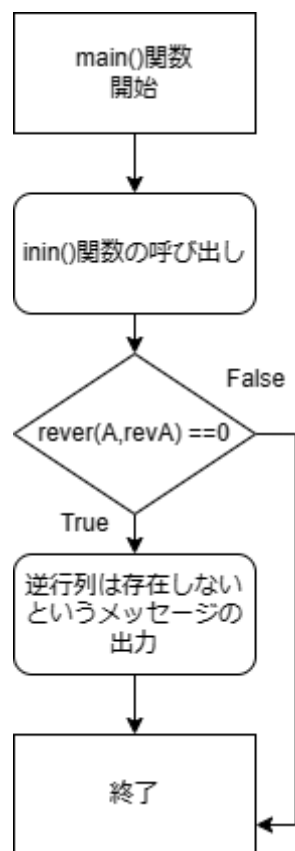 main()関数
開始
inin()関数の呼び出し
False
rever(A,revA) ==0
True
逆行列は存在しない
というメッセージの
出力
終了